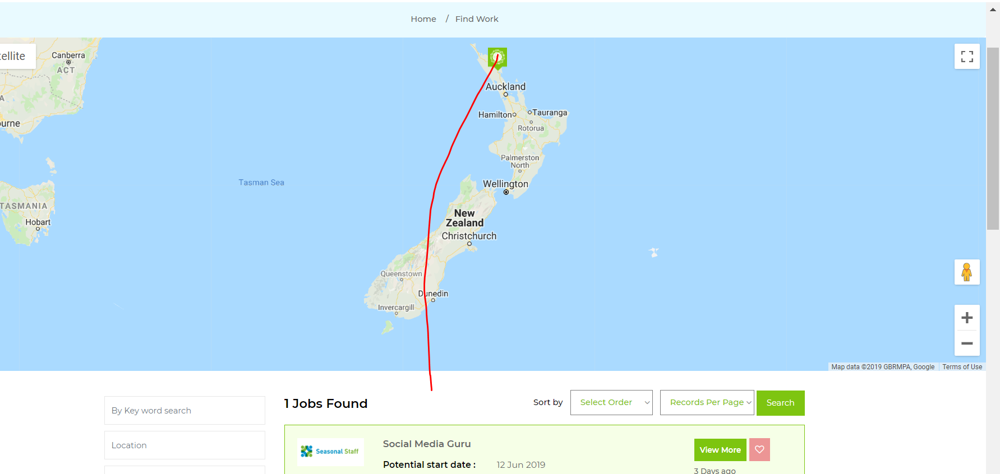 Home / Find Work
ellite
Canberra
ACT
A
urne
TASMANIA
Hobart
Tasman Sea
Auckland
Hamilton
Tauranga
Rotorua
Palmerston
North
Wellington
New
Zealand
Christchurch
Queenstown
Dunedin
Invercargill
Map data ©2019 GBRMPA, Google Terms of Use
1 Jobs Found
Sort by Select Order Records Per Page Search
By Key word search
Location
Seasonal Staff
Social Media Guru
Potential start date : 12 Jun 2019
View More
3 Days ago